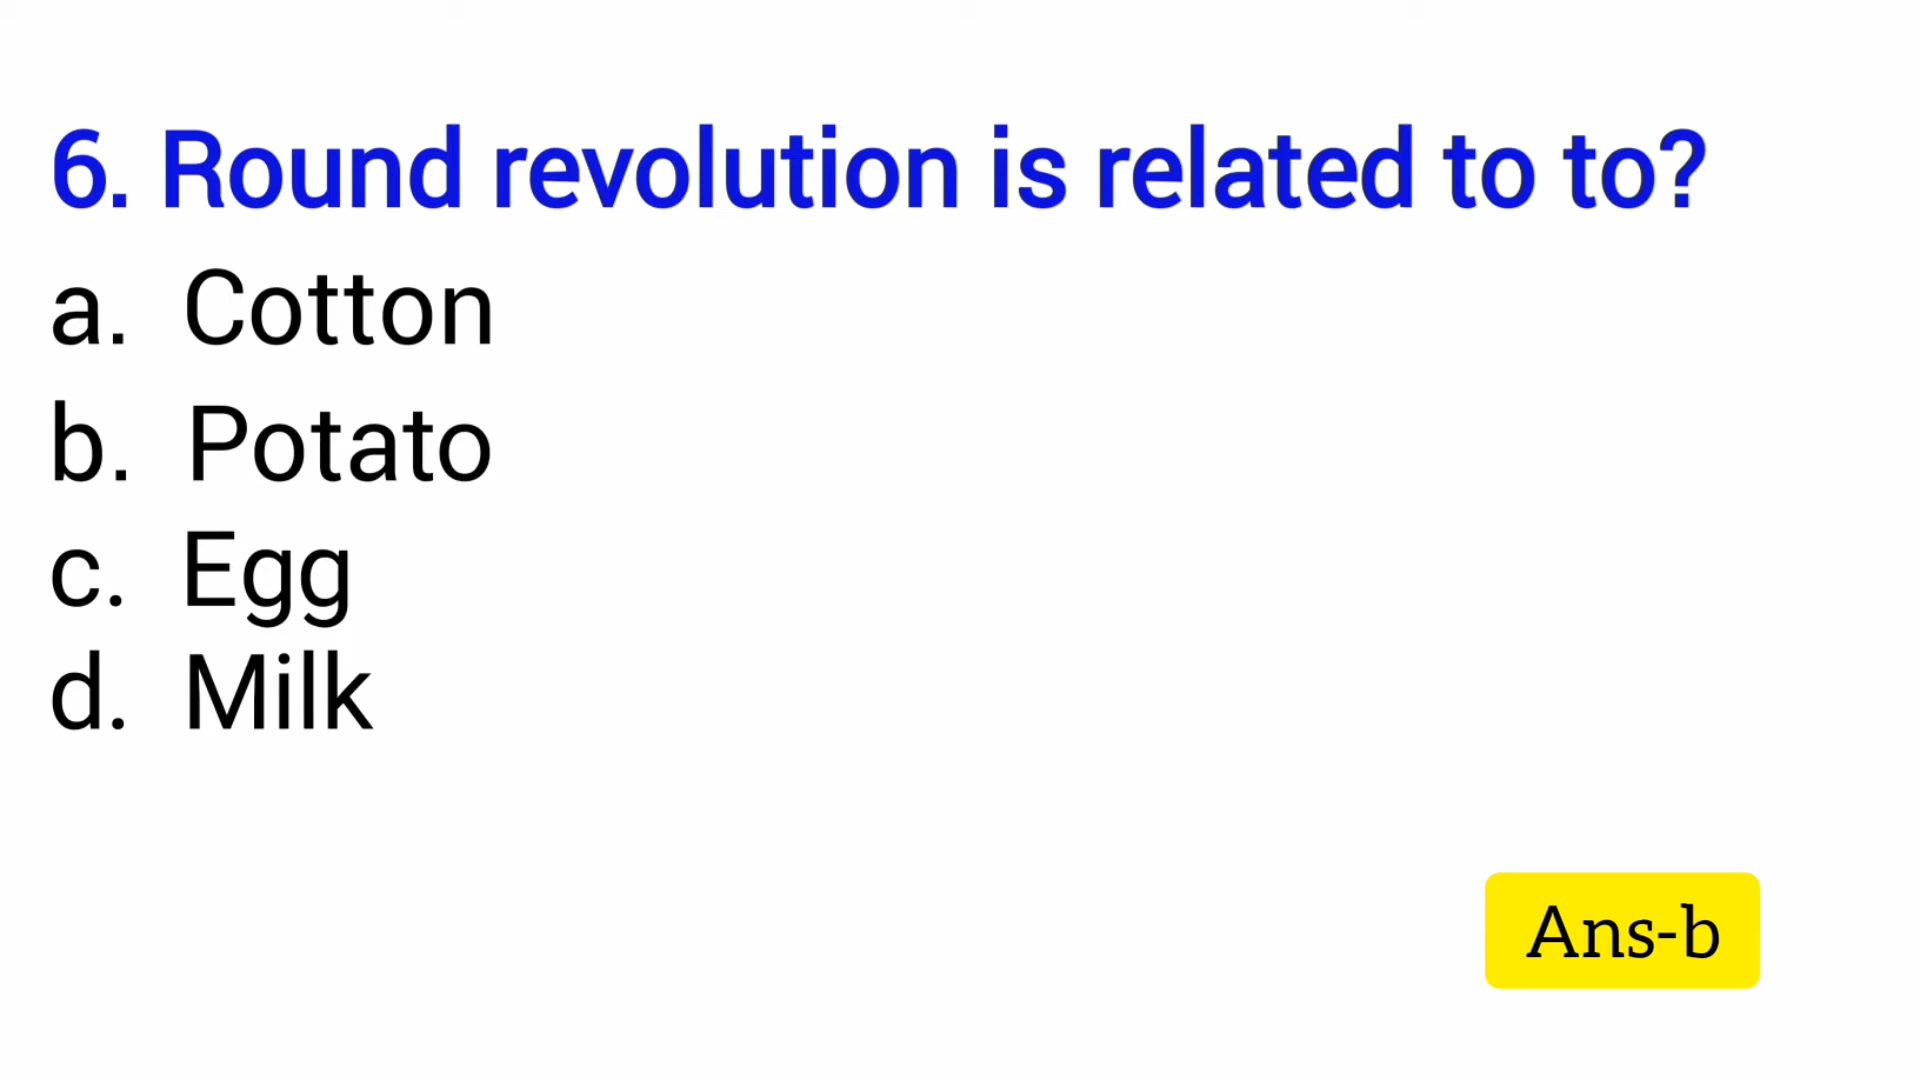 6. Round revolution is related to to?
a. Cotton
b. Potato
c. Egg
d. Milk
Ans-b